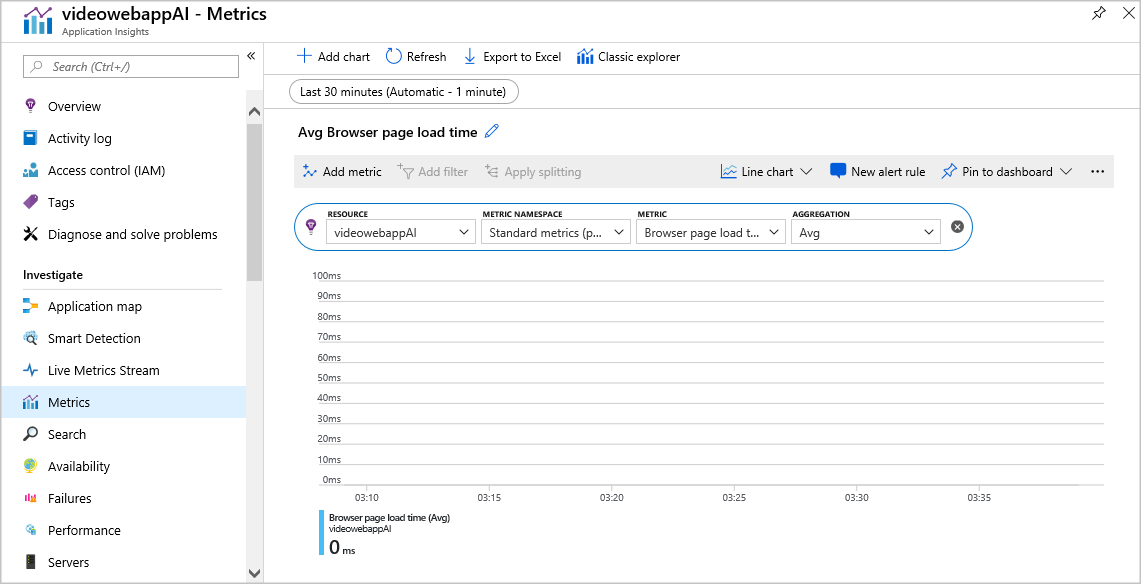 videowebappAI - Metrics
Application Insights
Search (Ctrl+/)
Overview
Activity log
Access control (IAM)
Tags
Diagnose and solve problems
Investigate
Application map
Smart Detection
Live Metrics Stream
Metrics
Search
Availability
Failures
Performance
Servers
Add chart Refresh Export to Excel Classic explorer
Last 30 minutes (Automatic - 1 minute)
Avg Browser page load time
Add metric Add filter Apply splitting Line chart New alert rule Pin to dashboard
RESOURCE METRIC NAMESPACE METRIC AGGREGATION
videowebappAI Standard metrics (p... Browser page load t... Avg
100ms
90ms
80ms
70ms
60ms
50ms
40ms
30ms
20ms
10ms
0ms
03:10 03:15 03:20 03:25 03:30 03:35
Browser page load time (Avg)
videowebappAI
0 ms